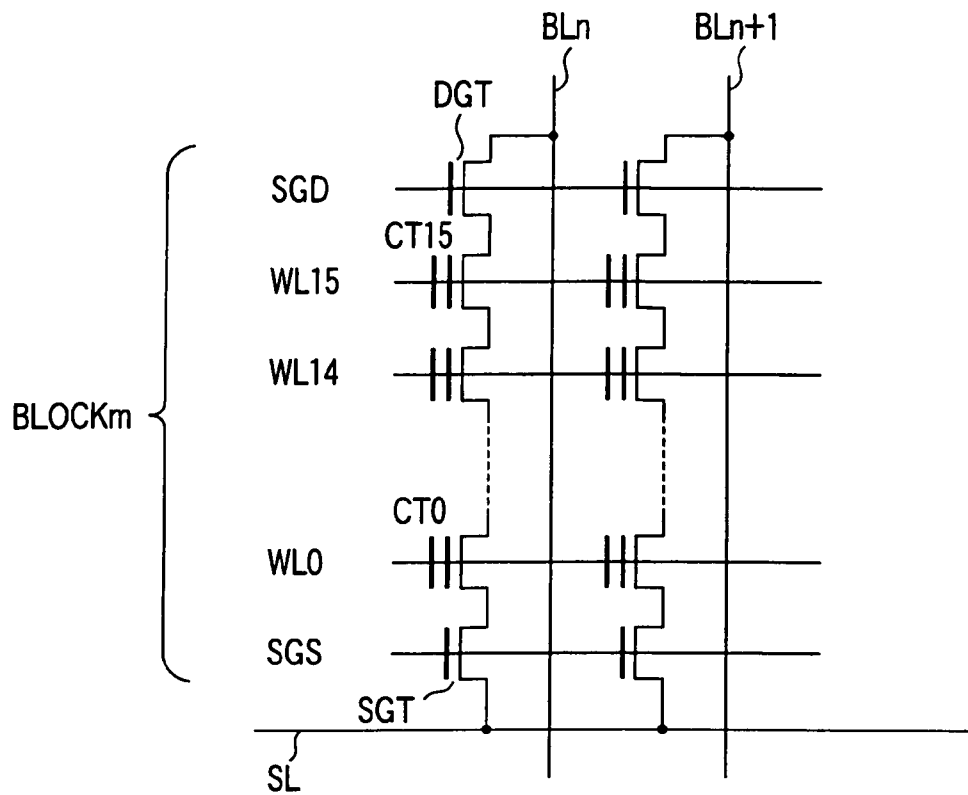 BLn
BLn+1
DGT
SGD
CT15
WL15
WL14
BLOCKm
CT0
WL0
SGS
SGT
SL